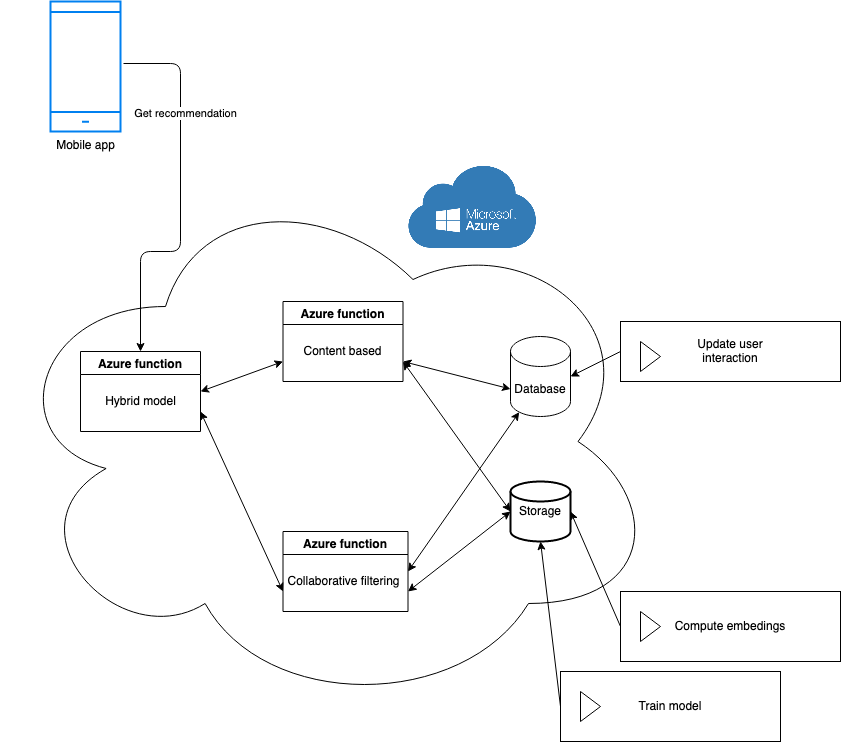 Get recommendation
Mobile app
Microsoft
Azure
Azure function
Content based
Azure function
Hybrid model
Database
Update user
interaction
Storage
Azure function
Collaborative filtering
Compute embedings
Train model